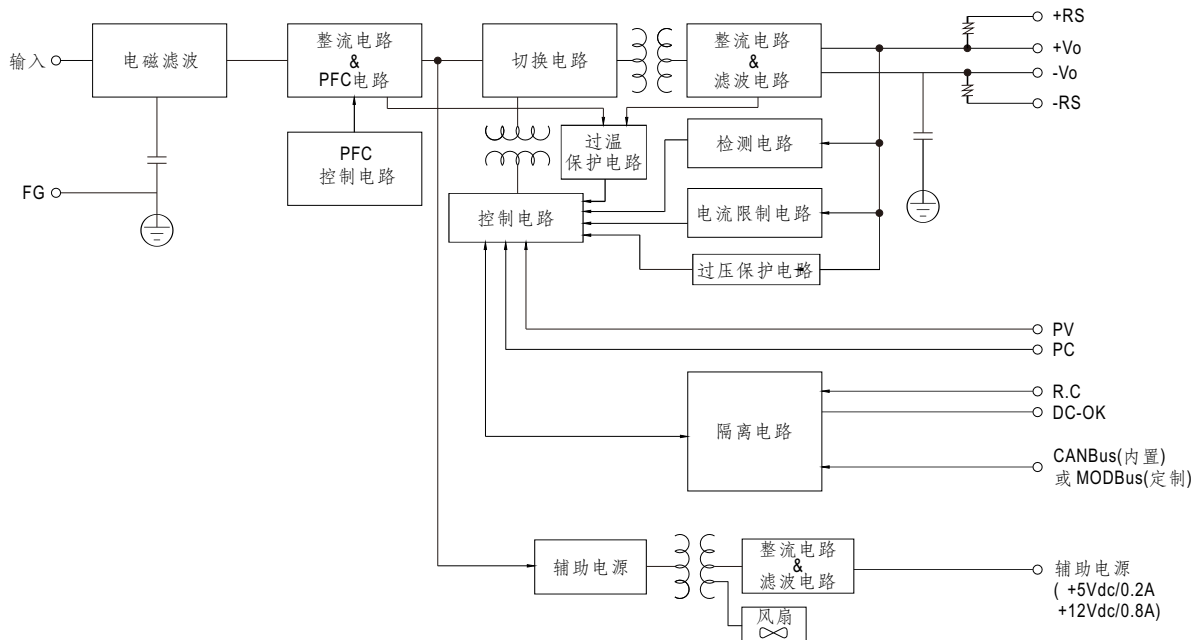 +RS
输入
电磁滤波
整流电路
&
PFC电路
切换电路
整流电路
&
滤波电路
+Vo
-Vo
-RS
PFC
控制电路
过温
保护电路
检测电路
FG
控制电路
电流限制电路
过压保护电路
PV
PC
隔离电路
R.C
DC-OK
CANBus(内置)
或 MODBus(定制)
辅助电源
整流电路
&
滤波电路
辅助电源
( +5Vdc/0.2A
+12Vdc/0.8A)
风扇